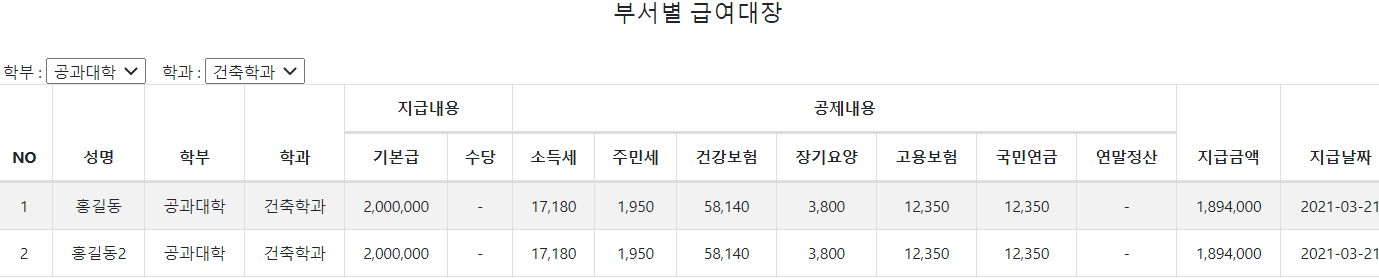 부서별 급여대장
학부 : 공과대학 학과 : 건축학과
지급내용 공제내용
NO 성명 학부 학과 기본급 수당 소득세 주민세 건강보험 장기요양 고용보험 국민연금 연말정산 지급금액 지급날짜
1 홍길동 공과대학 건축학과 2,000,000 - 17,180 1,950 58,140 3,800 12,350 12,350 - 1,894,000 2021-03-21
2 홍길동2 공과대학 건축학과 2,000,000 - 17,180 1,950 58,140 3,800 12,350 12,350 - 1,894,000 2021-03-21